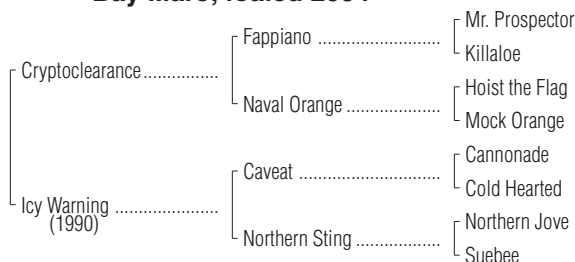 Bay Mare; foaled
Mr. Prospector
Fappiano
Killaloe
Cryptoclearance
Hoist the Flag
Naval Orange
Mock Orange
Cannonade
Caveat
Cold Hearted
Icy Warning
(1990)
Northern Jove
Northern Sting
Suebee